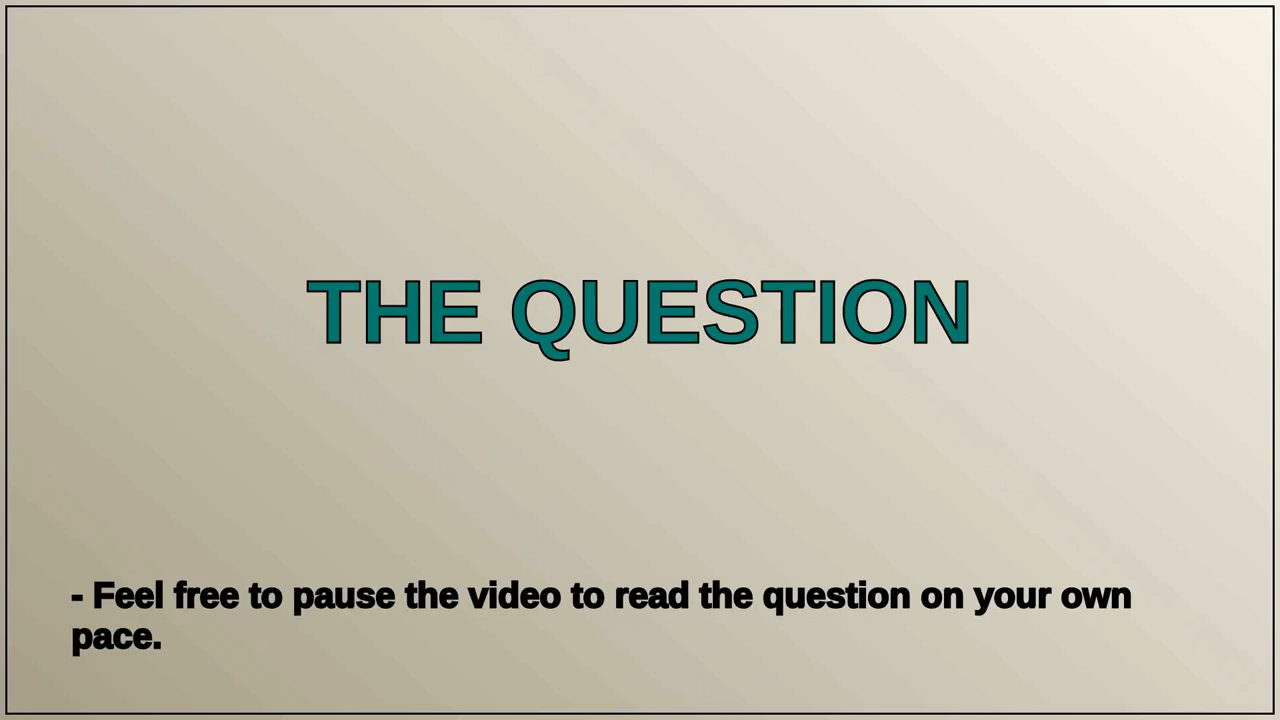 THE QUESTION
- Feel free to pause the video to read the question on your own
pace.